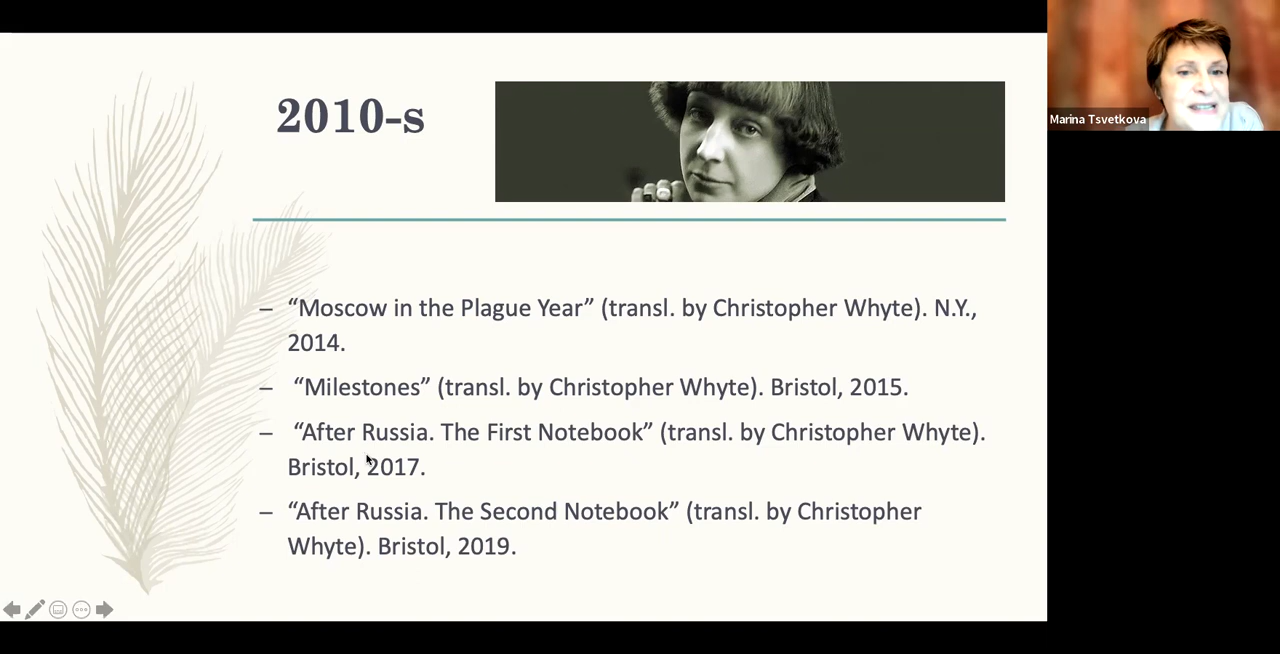 2010-s
Marina Tsvetkova
– “Moscow in the Plague Year” (transl. by Christopher Whyte). N.Y.,
2014.
– “Milestones” (transl. by Christopher Whyte). Bristol, 2015.
– “After Russia. The First Notebook” (transl. by Christopher Whyte).
Bristol, 2017.
– “After Russia. The Second Notebook” (transl. by Christopher
Whyte). Bristol, 2019.